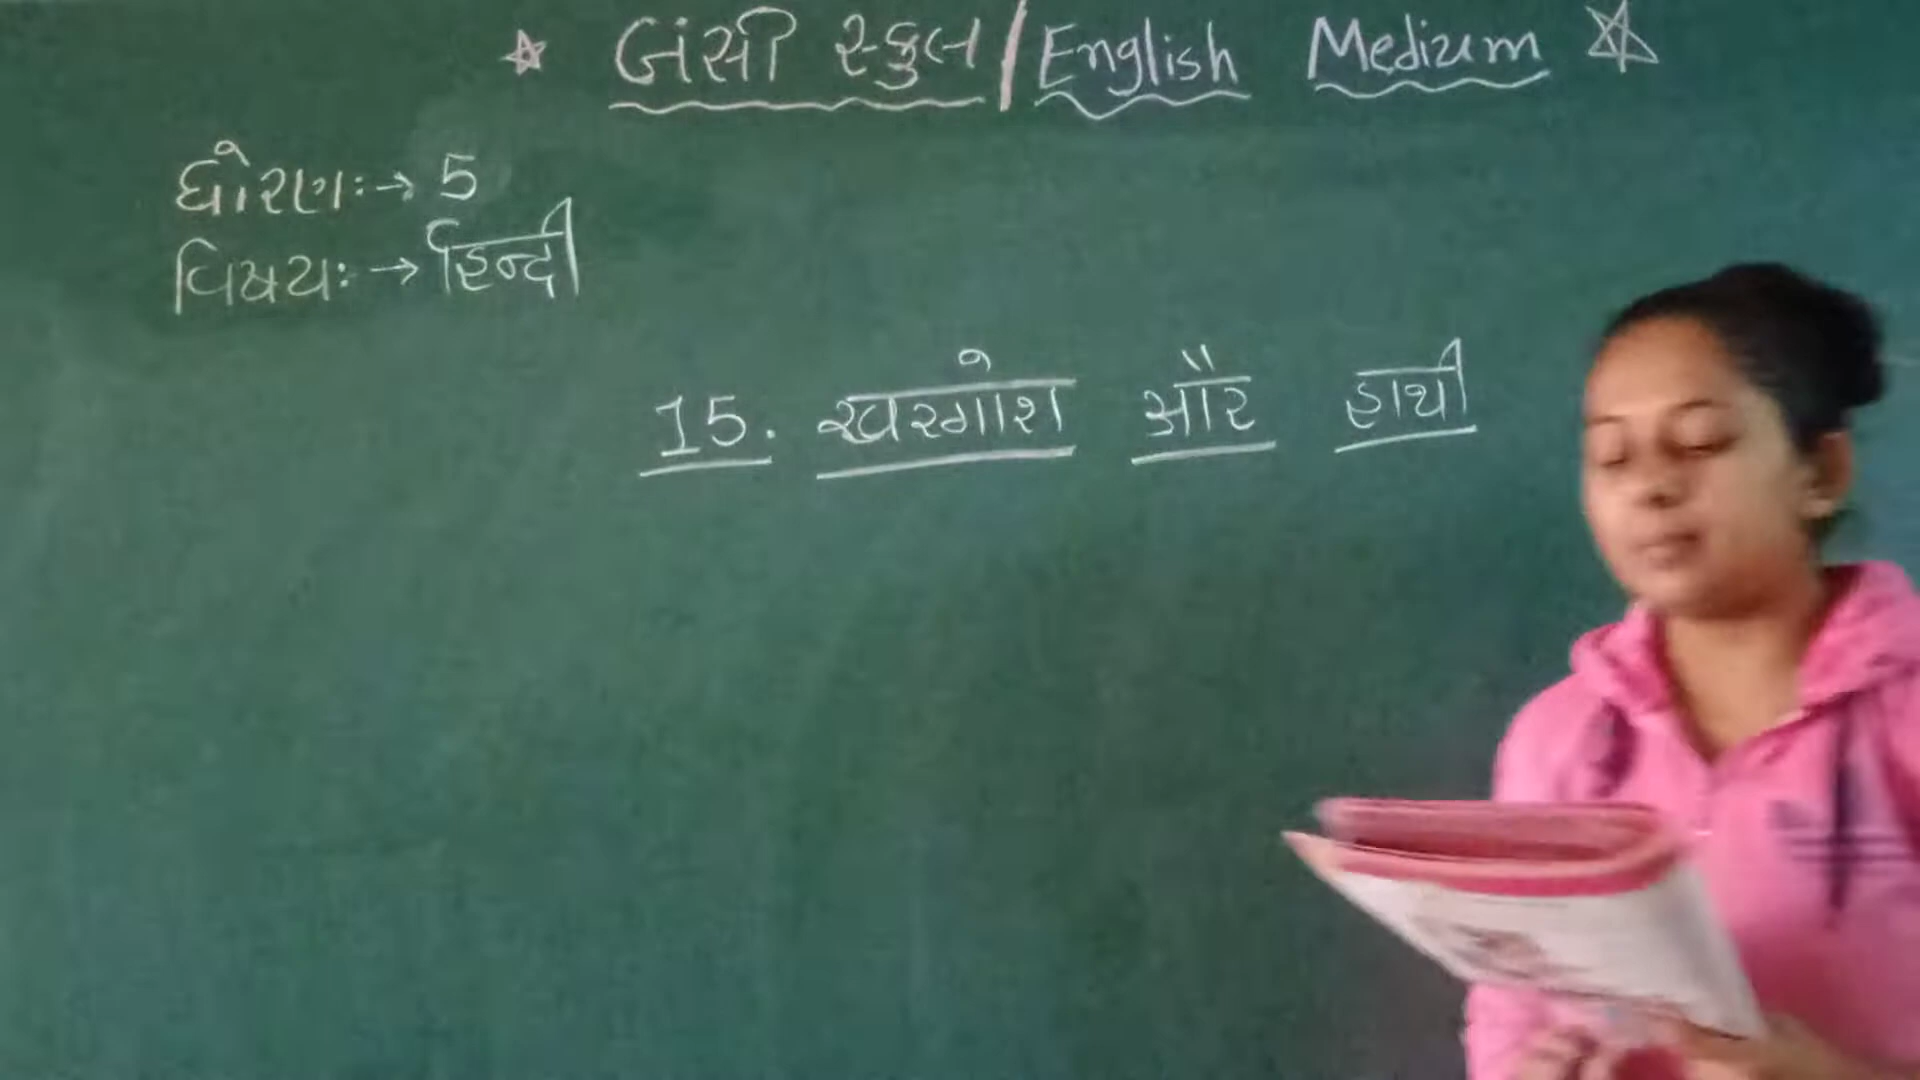 ☆ બંસી સ્કુલ / English Medium ☆
ધોરણ :→ 5
વિષય :→ हिन्दी
15. खरगोश और हाथी